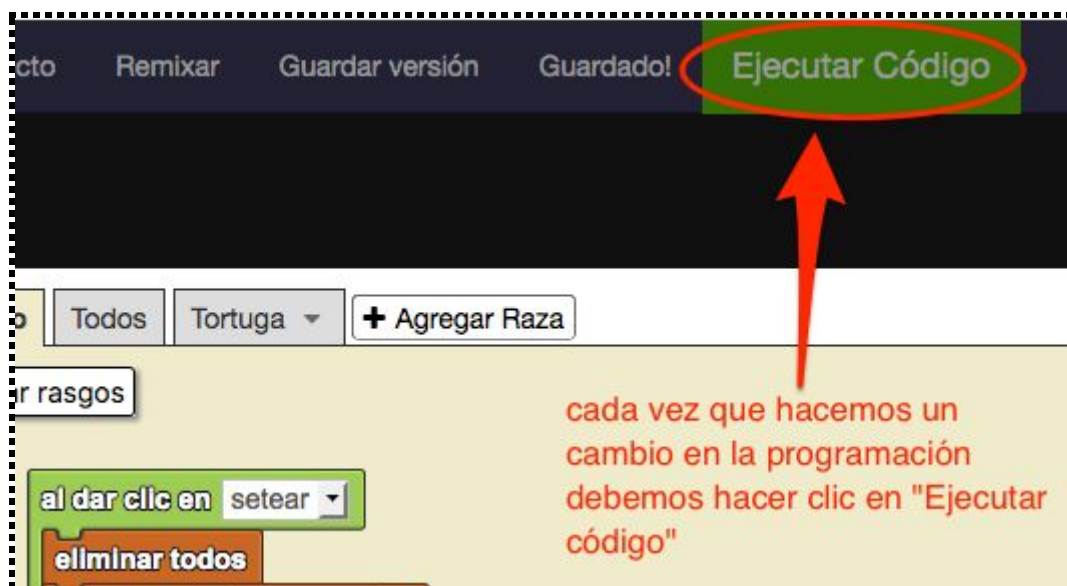 cto Remixar Guardar versión Guardado! Ejecutar Código
o Todos Tortuga + Agregar Raza
r rasgos
cada vez que hacemos un
cambio en la programación
debemos hacer clic en "Ejecutar
código"
al dar clic en setear
eliminar todos